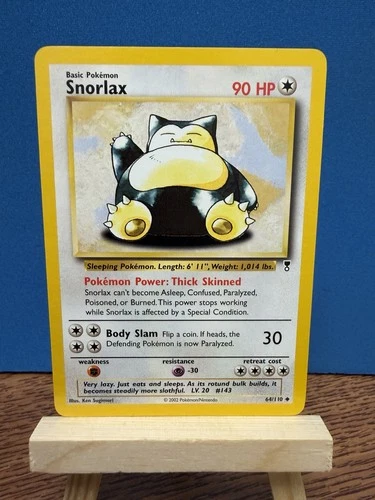 Basic Pokémon
Snorlax
90 HP
Sleeping Pokémon. Length: 6' 11", Weight: 1,014 lbs.
Pokémon Power: Thick Skinned
Snorlax can't become Asleep, Confused, Paralyzed,
Poisoned, or Burned. This power stops working
while Snorlax is affected by a Special Condition.
Body Slam Flip a coin. If heads, the
Defending Pokémon is now Paralyzed.
30
weakness
resistance
-30
retreat cost
Very lazy. Just eats and sleeps. As its rotund bulk builds, it
becomes steadily more slothful. LV. 20 #143
Illus. Ken Sugimori
© 2002 Pokémon/Nintendo.
64/110